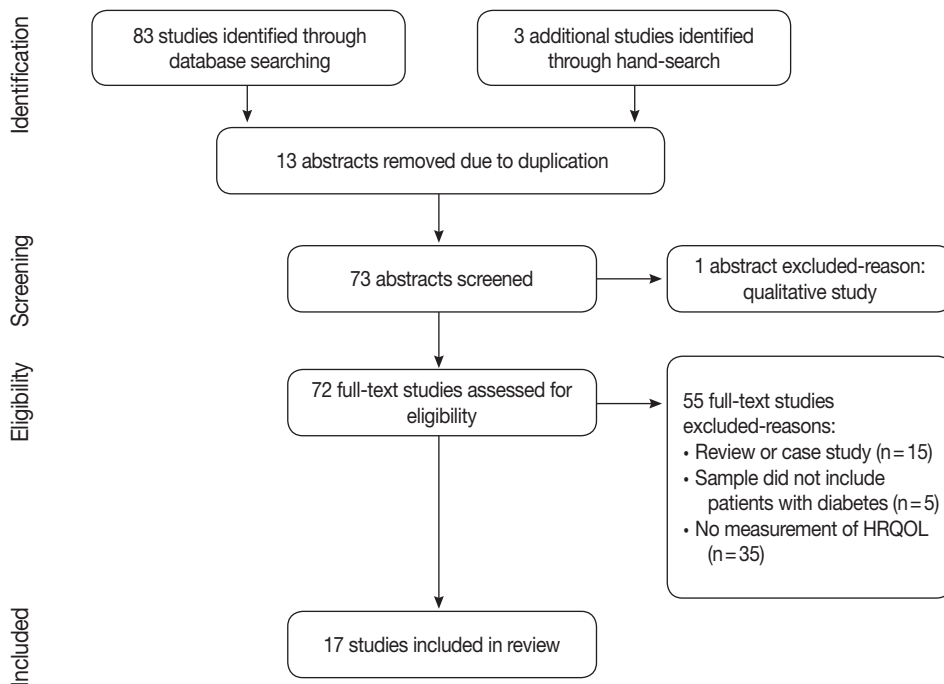 Identification
83 studies identified through
database searching
3 additional studies identified
through hand-search
13 abstracts removed due to duplication
Screening
73 abstracts screened
1 abstract excluded-reason:
qualitative study
Eligibility
72 full-text studies assessed for
eligibility
55 full-text studies
excluded-reasons:
• Review or case study (n=15)
• Sample did not include
patients with diabetes (n=5)
• No measurement of HRQOL
(n=35)
Included
17 studies included in review